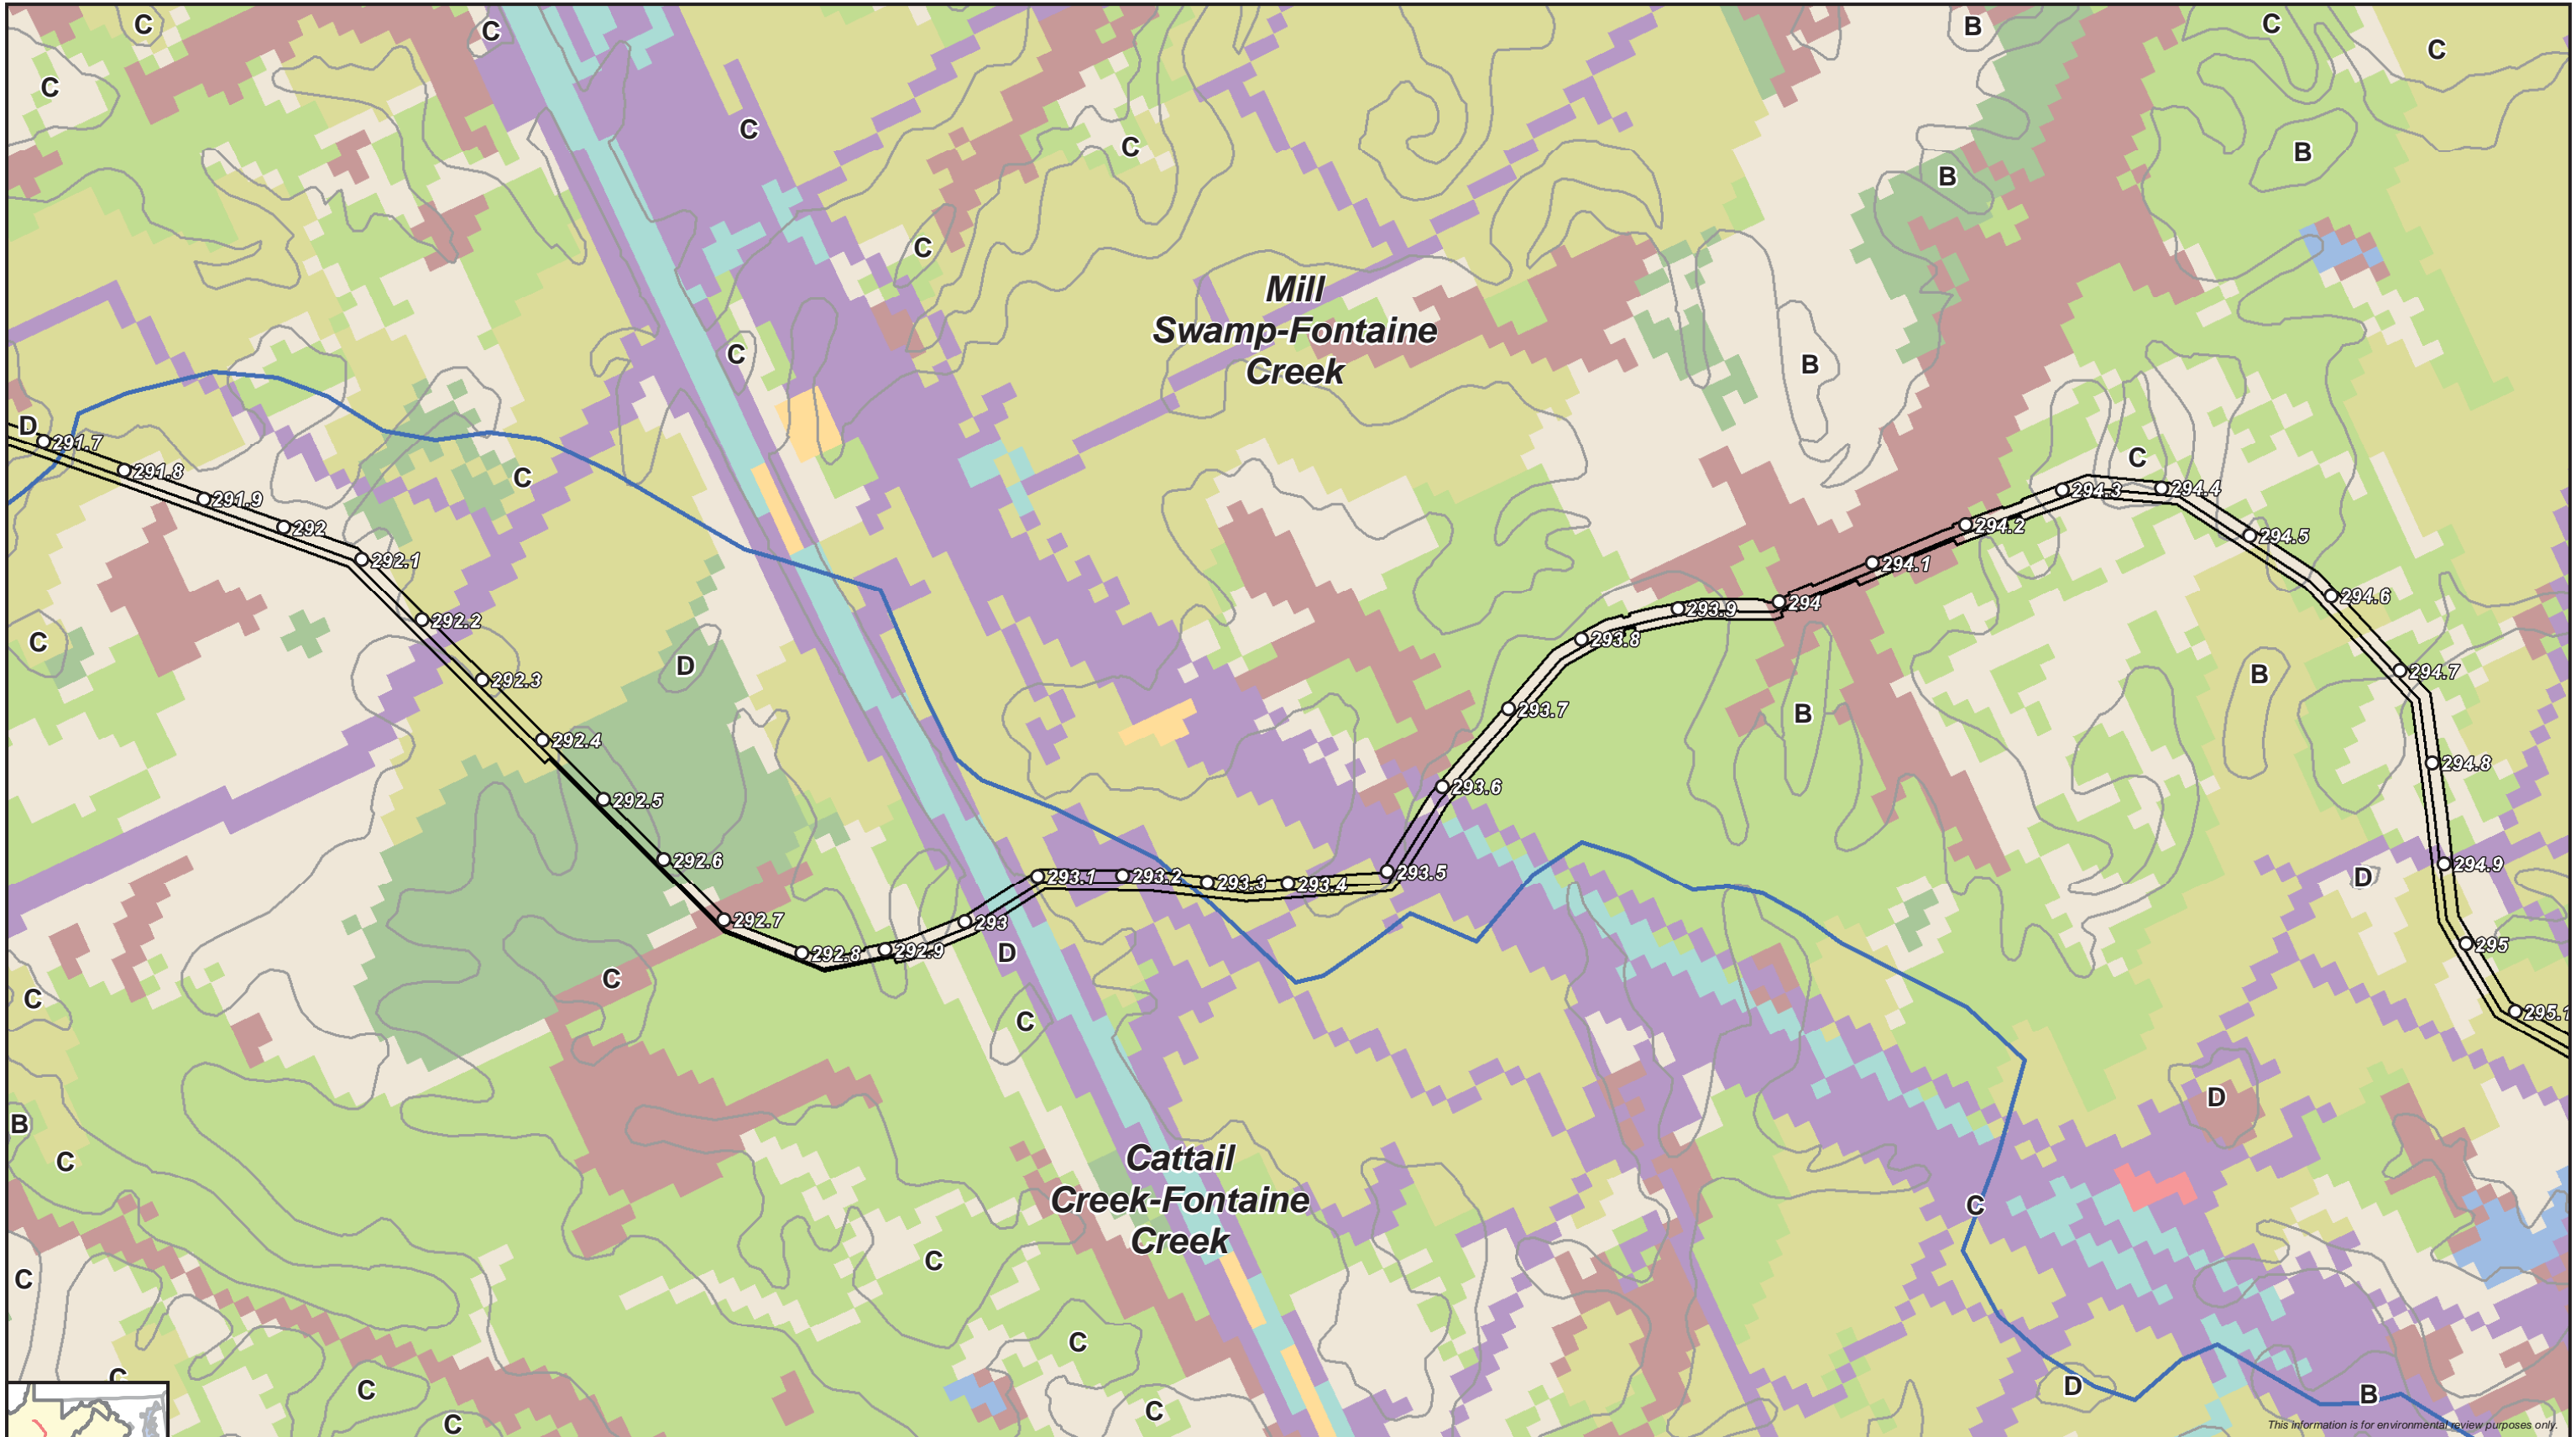 C
C
B
C
C
C
C
C
B
B
C
C
Mill
Swamp-Fontaine
Creek
C
B
D
291.7
291.8
C
C
294.3
294.4
291.9
292
294.2
294.5
292.1
294.1
294.6
292.2
294
293.9
C
293.8
D
292.3
B
294.7
293.7
B
292.4
294.8
293.6
292.5
292.6
294.9
293.5
D
293.1
293.2
293.3
293.4
292.7
293
292.8
292.9
D
295
C
C
295.1
C
D
B
C
Cattail
Creek-Fontaine
Creek
C
C
C
C
C
D
C
B
C
C
This information is for environmental review purposes only.